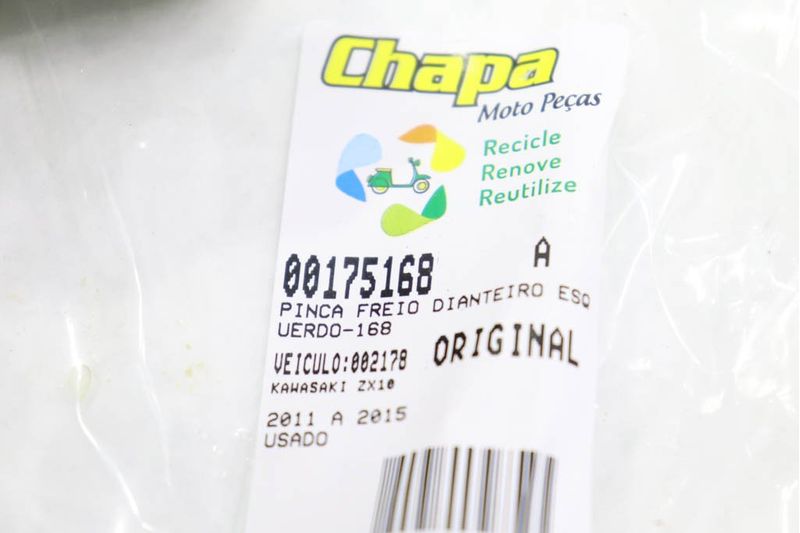 Chapa
Moto Peças
Recicle
Renove
Reutilize
00175168 A
PINCA FREIO DIANTEIRO ESQ
UERDO-168
VEICULO:002178 ORIGINAL
KAWASAKI ZX10
2011 A 2015
USADO